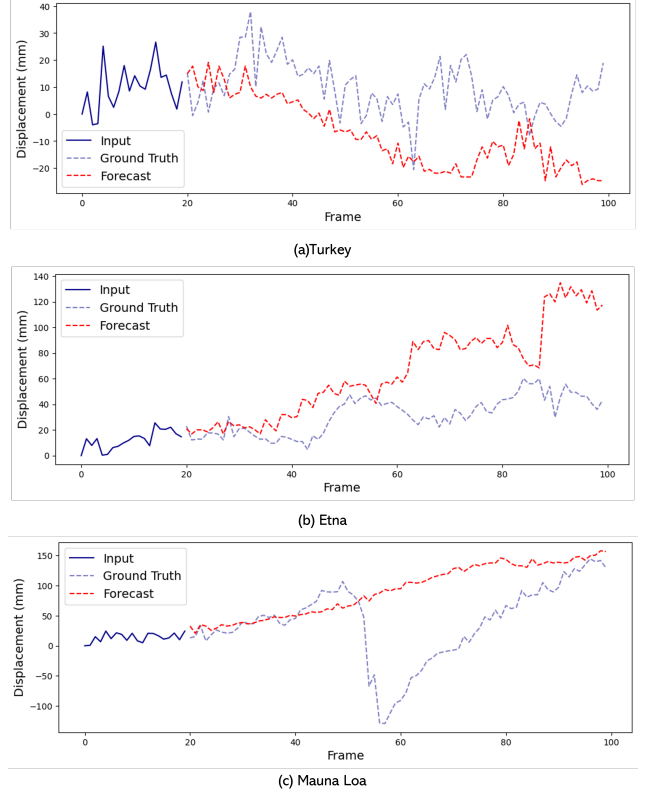 40
30
20
10
0
−10
−20
Displacement (mm)
Input
Ground Truth
Forecast
0 20 40 60 80 100
Frame
(a)Turkey
140
120
100
80
60
40
20
0
Displacement (mm)
Input
Ground Truth
Forecast
0 20 40 60 80 100
Frame
(b) Etna
150
100
50
0
−50
−100
Displacement (mm)
Input
Ground Truth
Forecast
0 20 40 60 80 100
Frame
(c) Mauna Loa